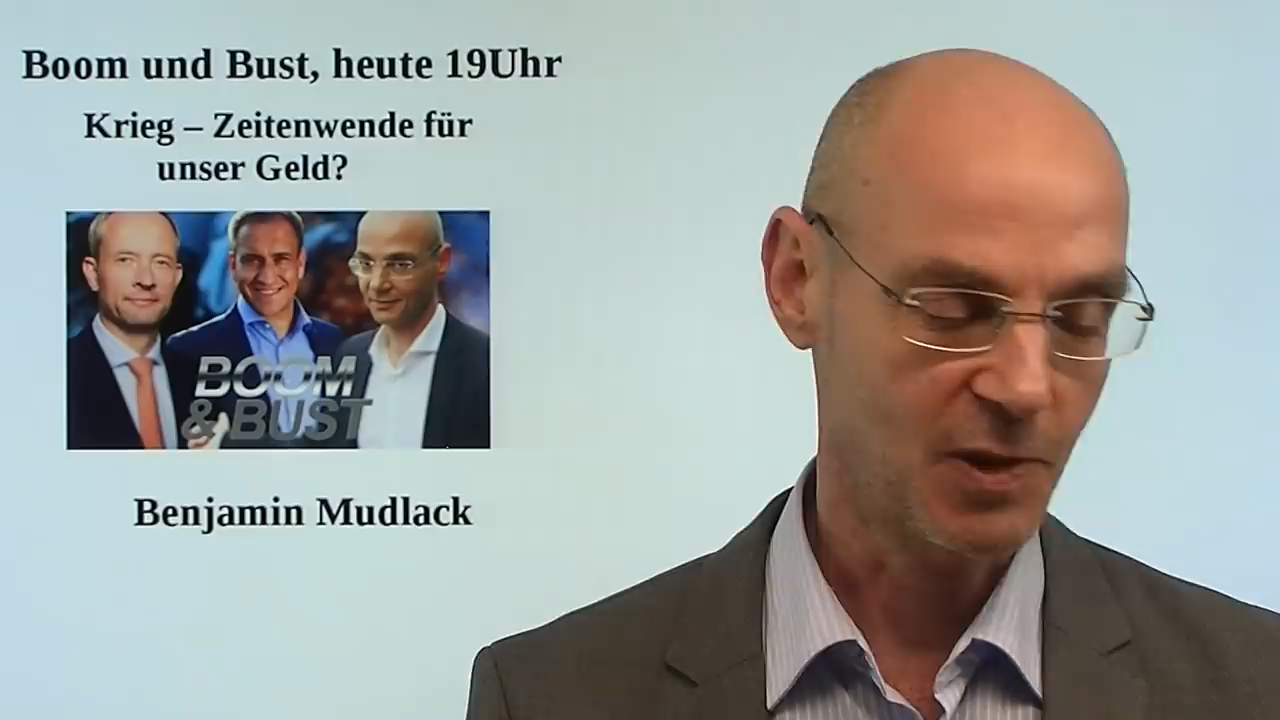 Boom und Bust, heute 19Uhr
Krieg – Zeitenwende für
unser Geld?
BOOM
& BUST
Benjamin Mudlack